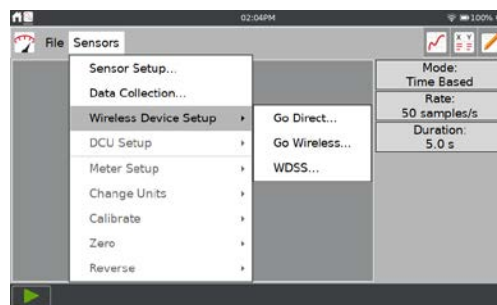 02:04PM
100%
File Sensors
X Y
Sensor Setup...
Data Collection...
Wireless Device Setup
DCU Setup
Meter Setup
Change Units
Calibrate
Zero
Reverse
Go Direct...
Go Wireless...
WDSS...
Mode:
Time Based
Rate:
50 samples/s
Duration:
5.0 s